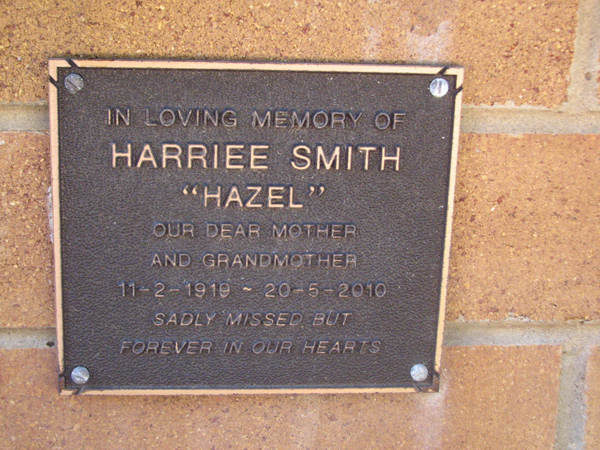 IN LOVING MEMORY OF
HARRIEE SMITH
“HAZEL”
OUR DEAR MOTHER
AND GRANDMOTHER
11-2-1919 ~ 20-5-2010
SADLY MISSED BUT
FOREVER IN OUR HEARTS